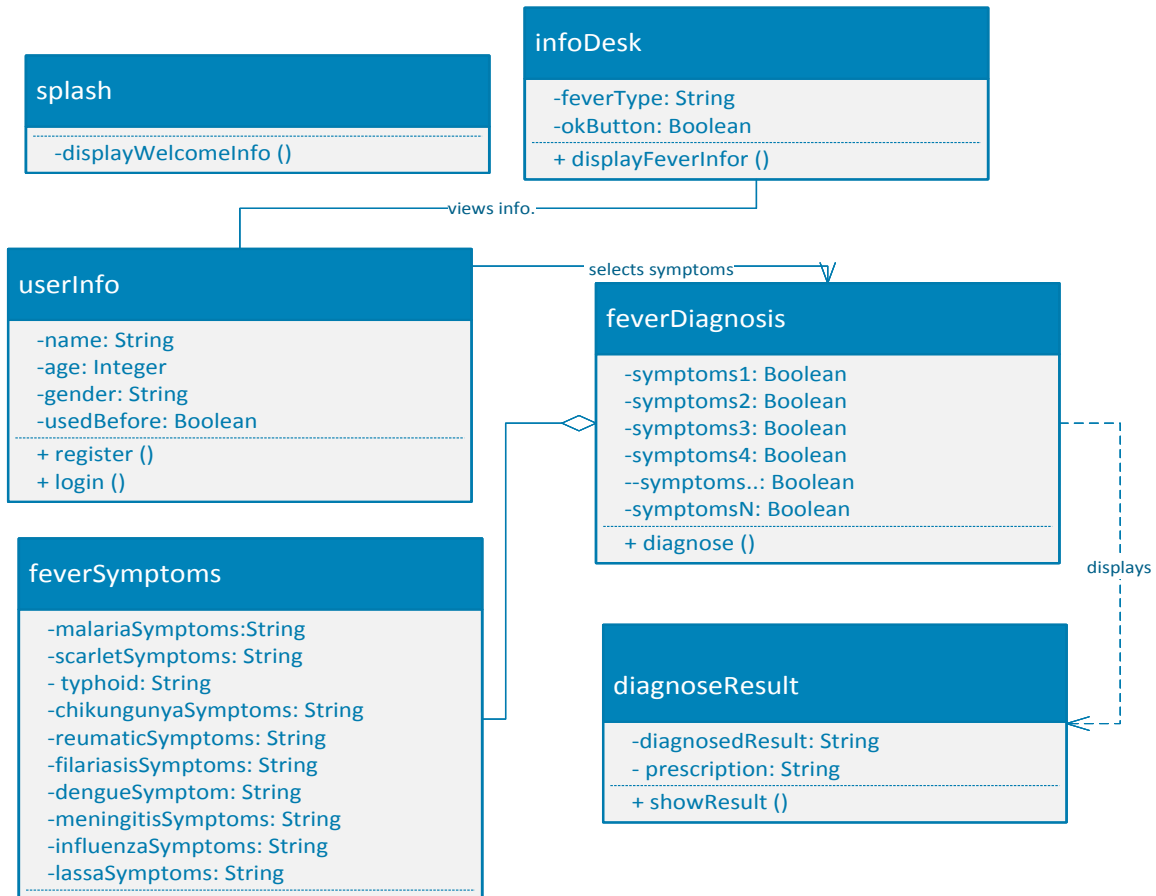 infoDesk
-feverType: String
-okButton: Boolean
+ displayFeverInfor ()
splash
-displayWelcomeInfo ()
views info.
userInfo
-name: String
-age: Integer
-gender: String
-usedBefore: Boolean
+ register ()
+ login ()
selects symptoms
feverDiagnosis
-symptoms1: Boolean
-symptoms2: Boolean
-symptoms3: Boolean
-symptoms4: Boolean
--symptoms..: Boolean
-symptomsN: Boolean
+ diagnose ()
displays
feverSymptoms
-malariaSymptoms:String
-scarletSymptoms: String
- typhoid: String
-chikungunyaSymptoms: String
-reumaticSymptoms: String
-filariasisSymptoms: String
-dengueSymptom: String
-meningitisSymptoms: String
-influenzaSymptoms: String
-lassaSymptoms: String
diagnoseResult
-diagnosedResult: String
- prescription: String
+ showResult ()